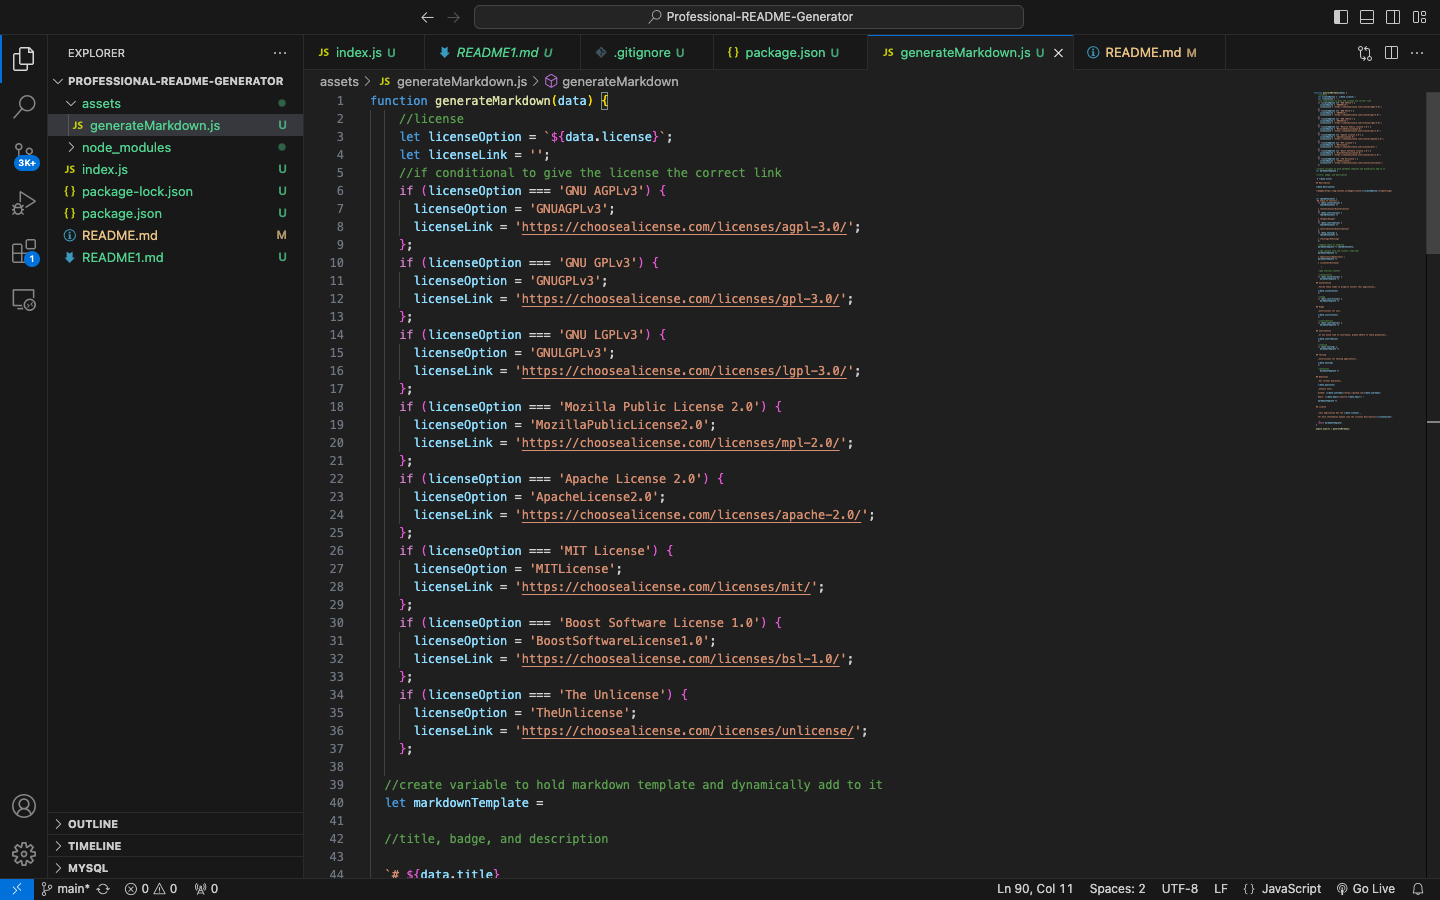 Professional-README-Generator
EXPLORER
JS index.js U
README1.md U
.gitignore U
{} package.json U
JS generateMarkdown.js U
README.md M
PROFESSIONAL-README-GENERATOR
assets > JS generateMarkdown.js > generateMarkdown
assets
JS generateMarkdown.js U
node_modules
JS index.js U
{} package-lock.json U
{} package.json U
README.md M
README1.md U
3K+
1
OUTLINE
TIMELINE
MYSQL
1 function generateMarkdown(data) {
2 //license
3 let licenseOption = `${data.license}`;
4 let licenseLink = '';
5 //if conditional to give the license the correct link
6 if (licenseOption === 'GNU AGPLv3') {
7 licenseOption = 'GNUAGPLv3';
8 licenseLink = 'https://choosealicense.com/licenses/agpl-3.0/';
9 };
10 if (licenseOption === 'GNU GPLv3') {
11 licenseOption = 'GNUGPLv3';
12 licenseLink = 'https://choosealicense.com/licenses/gpl-3.0/';
13 };
14 if (licenseOption === 'GNU LGPLv3') {
15 licenseOption = 'GNULGPLv3';
16 licenseLink = 'https://choosealicense.com/licenses/lgpl-3.0/';
17 };
18 if (licenseOption === 'Mozilla Public License 2.0') {
19 licenseOption = 'MozillaPublicLicense2.0';
20 licenseLink = 'https://choosealicense.com/licenses/mpl-2.0/';
21 };
22 if (licenseOption === 'Apache License 2.0') {
23 licenseOption = 'ApacheLicense2.0';
24 licenseLink = 'https://choosealicense.com/licenses/apache-2.0/';
25 };
26 if (licenseOption === 'MIT License') {
27 licenseOption = 'MITLicense';
28 licenseLink = 'https://choosealicense.com/licenses/mit/';
29 };
30 if (licenseOption === 'Boost Software License 1.0') {
31 licenseOption = 'BoostSoftwareLicense1.0';
32 licenseLink = 'https://choosealicense.com/licenses/bsl-1.0/';
33 };
34 if (licenseOption === 'The Unlicense') {
35 licenseOption = 'TheUnlicense';
36 licenseLink = 'https://choosealicense.com/licenses/unlicense/';
37 };
38
39 //create variable to hold markdown template and dynamically add to it
40 let markdownTemplate =
41
42 //title, badge, and description
43
44 `# ${data.title}
main* 0 0 0
Ln 90, Col 11 Spaces: 2 UTF-8 LF {} JavaScript Go Live